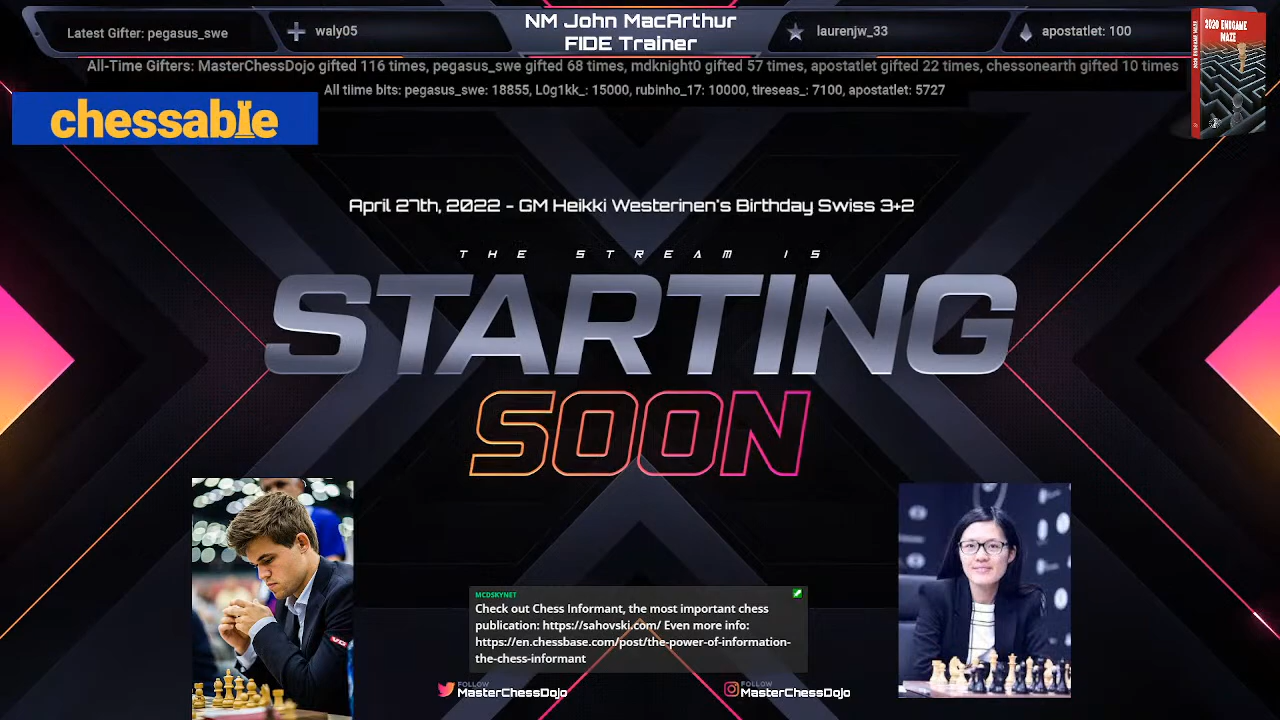 Latest Gifter: pegasus_swe
waly05
NM John MacArthur
FIDE Trainer
laurenjw_33
apostatlet: 100
All-Time Gifters: MasterChessDojo gifted 116 times, pegasus_swe gifted 68 times, mdknight0 gifted 57 times, apostatlet gifted 22 times, chessonearth gifted 10 times
All tiime bits: pegasus_swe: 18855, L0g1kk_: 15000, rubinho_17: 10000, tireseas_: 7100, apostatlet: 5727
2020 ENDGAME
MAZE
chessable
April 27th, 2022 - GM Heikki Westerinen's Birthday Swiss 3+2
THE STREAM IS
STARTING
SOON
MCDSKYNET
Check out Chess Informant, the most important chess
publication: https://sahovski.com/ Even more info:
https://en.chessbase.com/post/the-power-of-information-
the-chess-informant
FOLLOW
MasterChessDojo
FOLLOW
MasterChessDojo